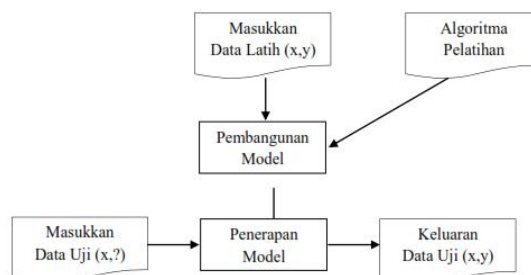 Masukkan
Data Latih (x,y)
Algoritma
Pelatihan
Pembangunan
Model
Masukkan
Data Uji (x,?)
Penerapan
Model
Keluaran
Data Uji (x,y)